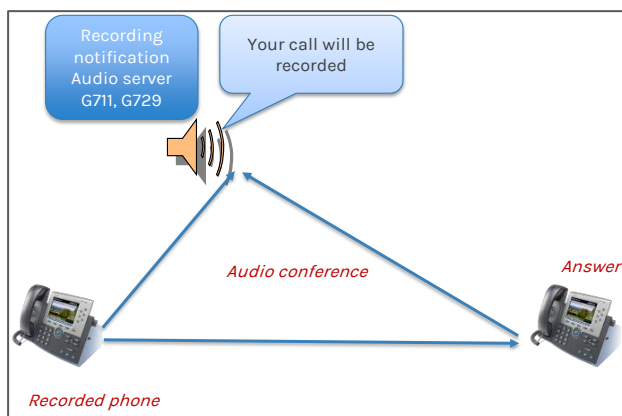 Recording
notification
Audio server
G711, G729
Your call will be
recorded
Audio conference
Answer
Recorded phone